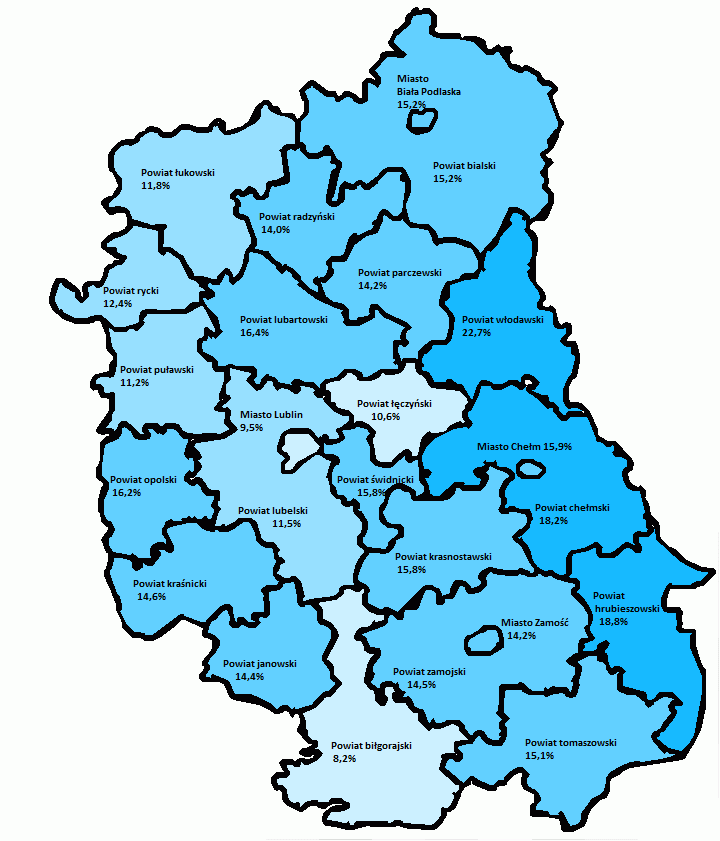 Miasto
Biała Podlaska
15,2%
Powiat bialski
15,2%
Powiat łukowski
11,8%
Powiat radzyński
14,0%
Powiat parczewski
14,2%
Powiat rycki
12,4%
Powiat lubartowski
16,4%
Powiat włodawski
22,7%
Powiat puławski
11,2%
Miasto Lublin
9,5%
Powiat łęczyński
10,6%
Miasto Chełm 15,9%
Powiat opolski
16,2%
Powiat świdnicki
15,8%
Powiat lubelski
11,5%
Powiat chełmski
18,2%
Powiat krasnostawski
15,8%
Powiat kraśnicki
14,6%
Powiat
hrubieszowski
18,8%
Miasto Zamość
14,2%
Powiat janowski
14,4%
Powiat zamojski
14,5%
Powiat biłgorajski
8,2%
Powiat tomaszowski
15,1%